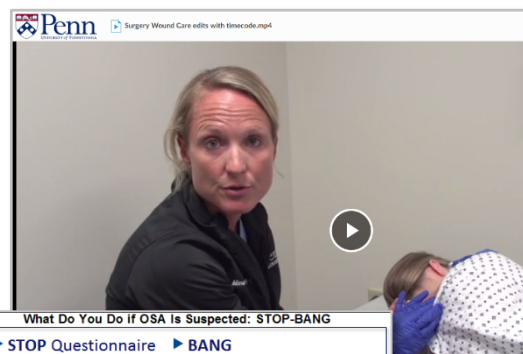 Penn
UNIVERSITY of PENNSYLVANIA
Surgery Wound Care edits with timecode.mp4
What Do You Do if OSA Is Suspected: STOP-BANG
STOP Questionnaire BANG